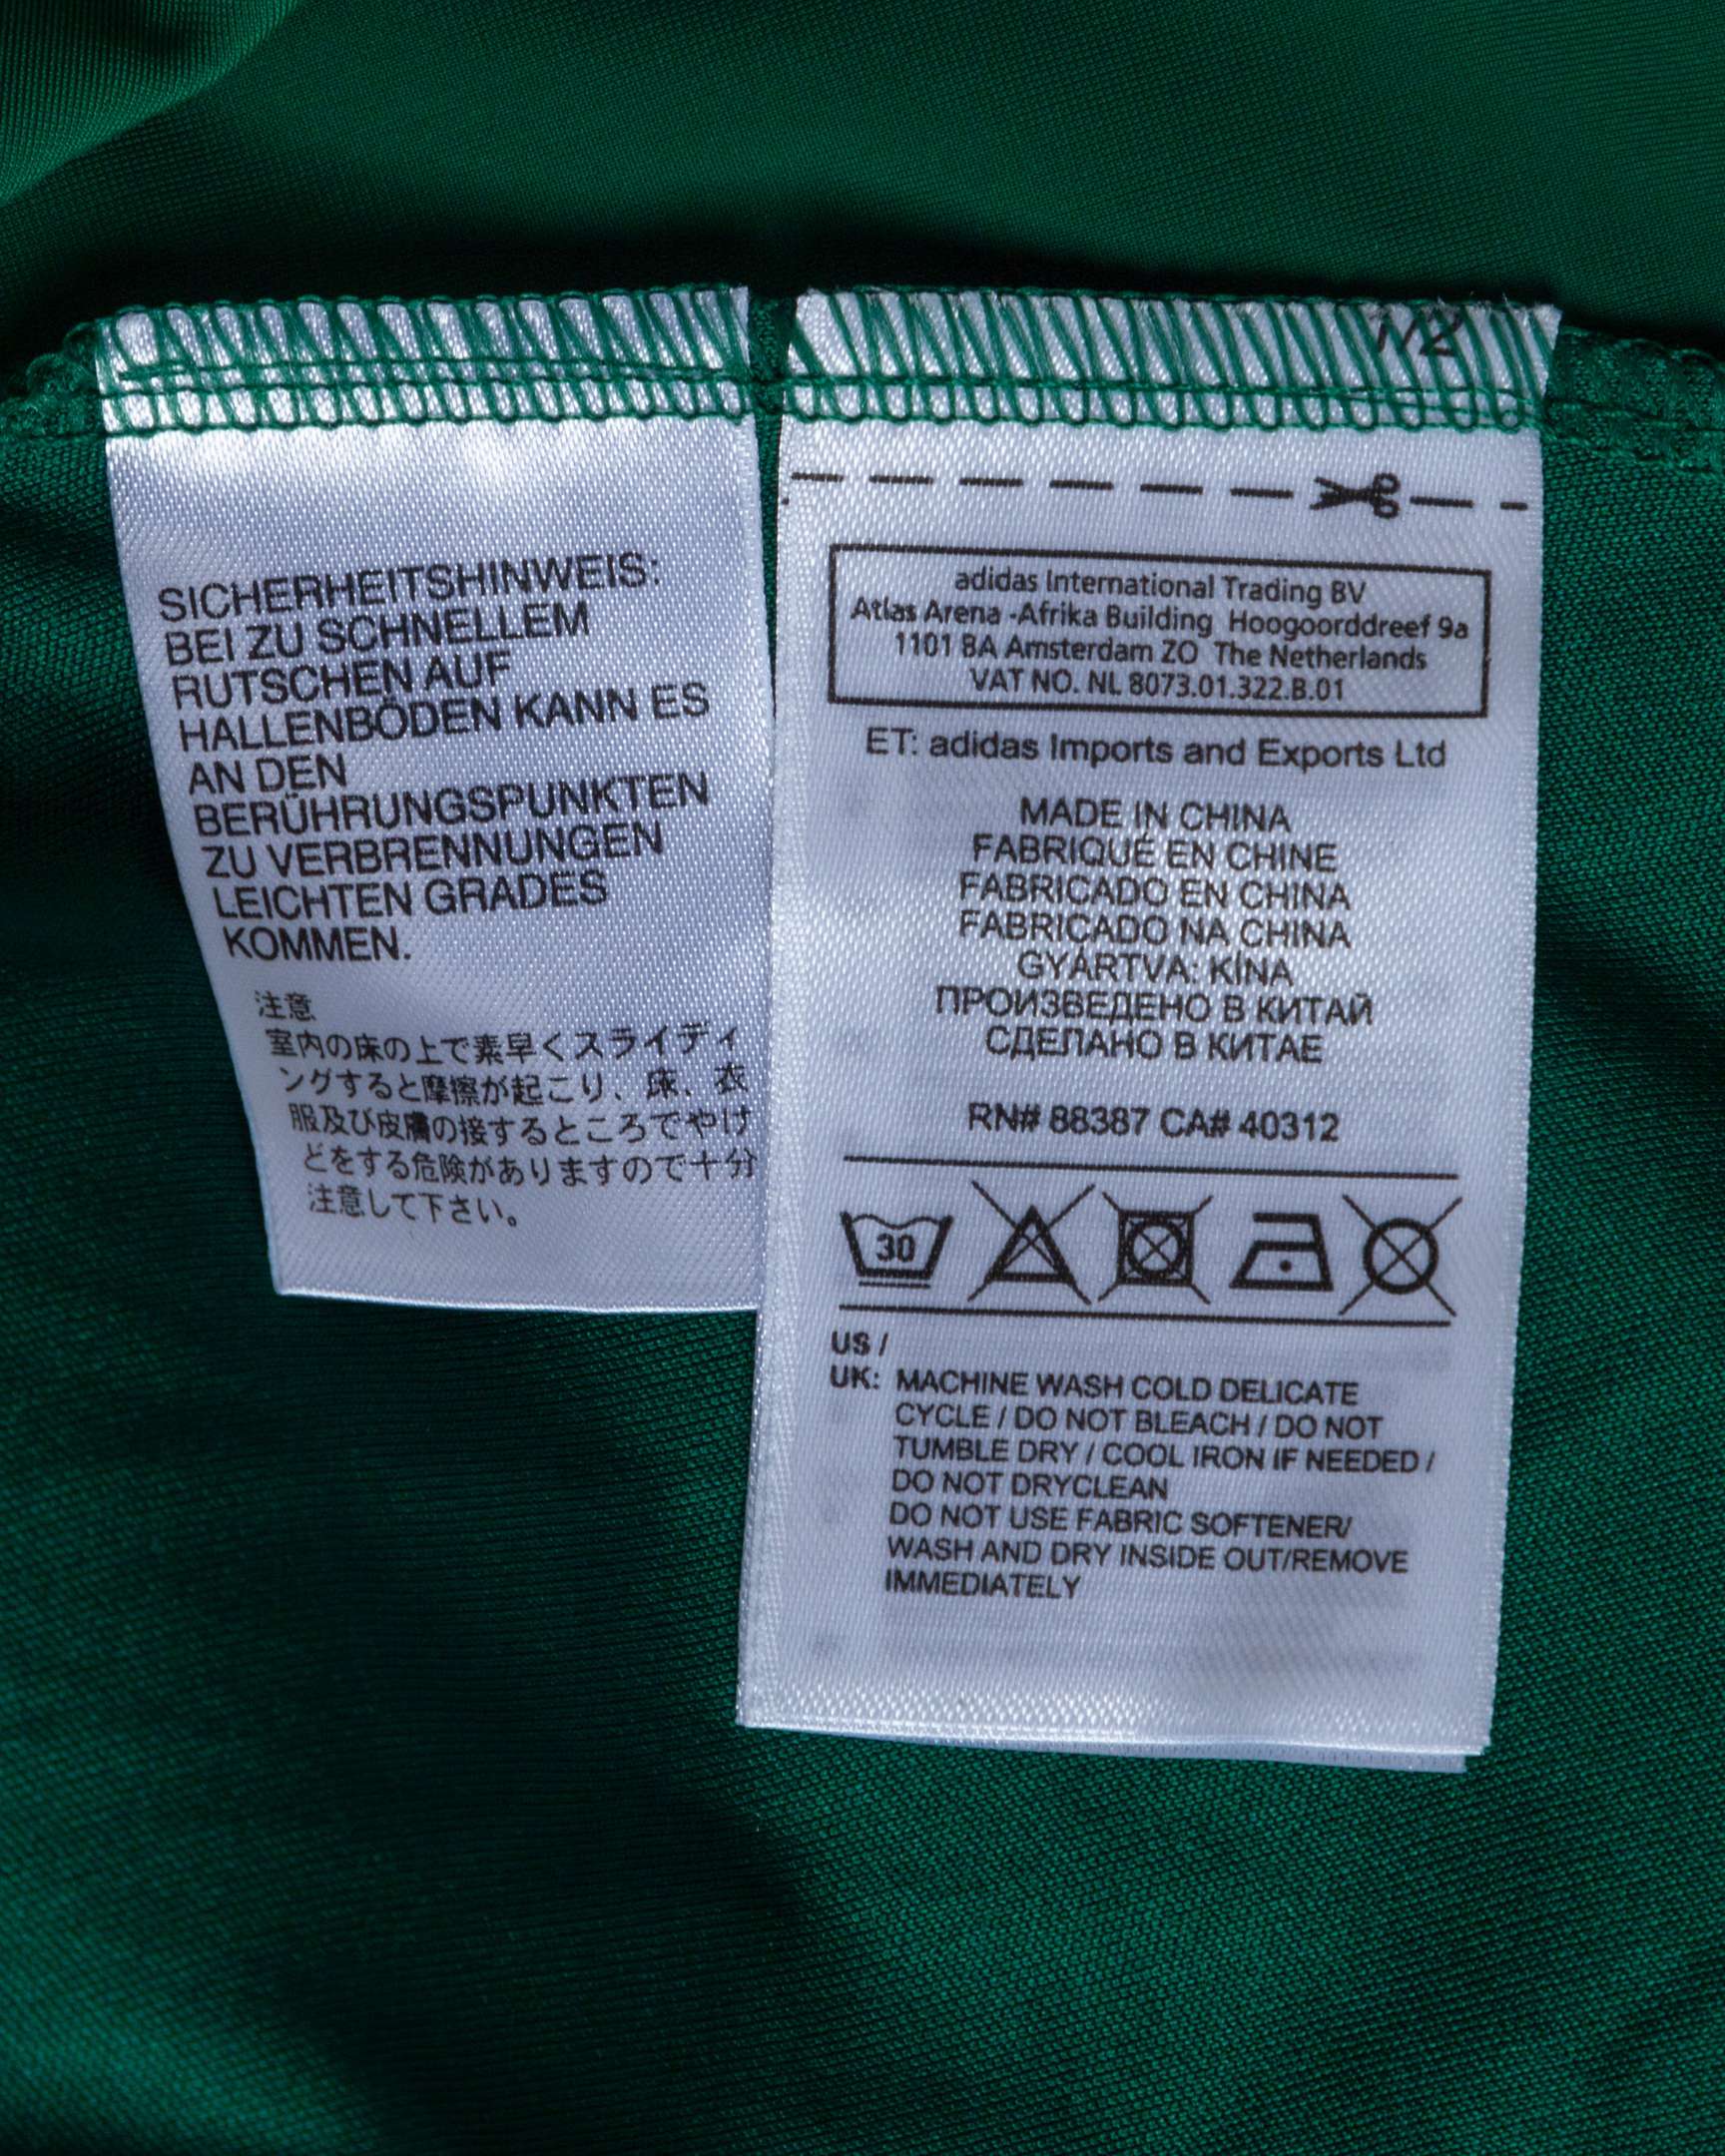 SICHERHEITSHINWEIS:
BEI ZU SCHNELLEM
RUTSCHEN AUF
HALLENBÖDEN KANN ES
AN DEN
BERÜHRUNGSPUNKTEN
ZU VERBRENNUNGEN
LEICHTEN GRADES
KOMMEN.
注意
室内の床の上で素早くスライディ
ングすると摩擦が起こり、床、衣
服及び皮膚の接するところでやけ
どをする危険がありますので十分
注意して下さい。
1/2
adidas International Trading BV
Atlas Arena -Afrika Building Hoogoorddreef 9a
1101 BA Amsterdam ZO The Netherlands
VAT NO. NL 8073.01.322.B.01
ET: adidas Imports and Exports Ltd
MADE IN CHINA
FABRIQUÉ EN CHINE
FABRICADO EN CHINA
FABRICADO NA CHINA
GYÁRTVA: KÍNA
ПРОИЗВЕДЕНО В КИТАЙ
СДЕЛАНО В КИТАЕ
RN# 88387 CA# 40312
30
US /
UK: MACHINE WASH COLD DELICATE
CYCLE / DO NOT BLEACH / DO NOT
TUMBLE DRY / COOL IRON IF NEEDED /
DO NOT DRYCLEAN
DO NOT USE FABRIC SOFTENER/
WASH AND DRY INSIDE OUT/REMOVE
IMMEDIATELY